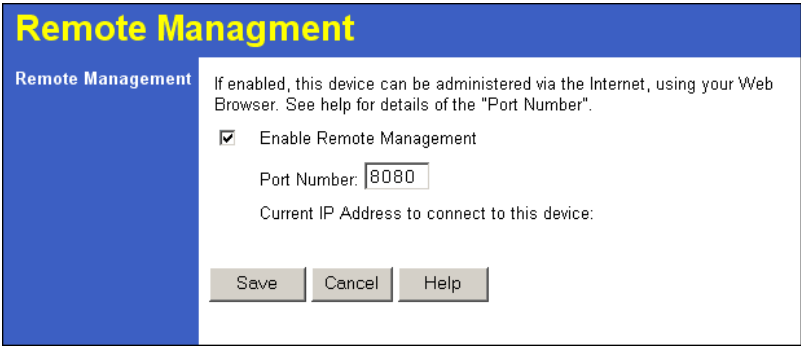 Remote Managment
Remote Management
If enabled, this device can be administered via the Internet, using your Web
Browser. See help for details of the "Port Number".
Enable Remote Management
Port Number: 8080
Current IP Address to connect to this device:
Save Cancel Help